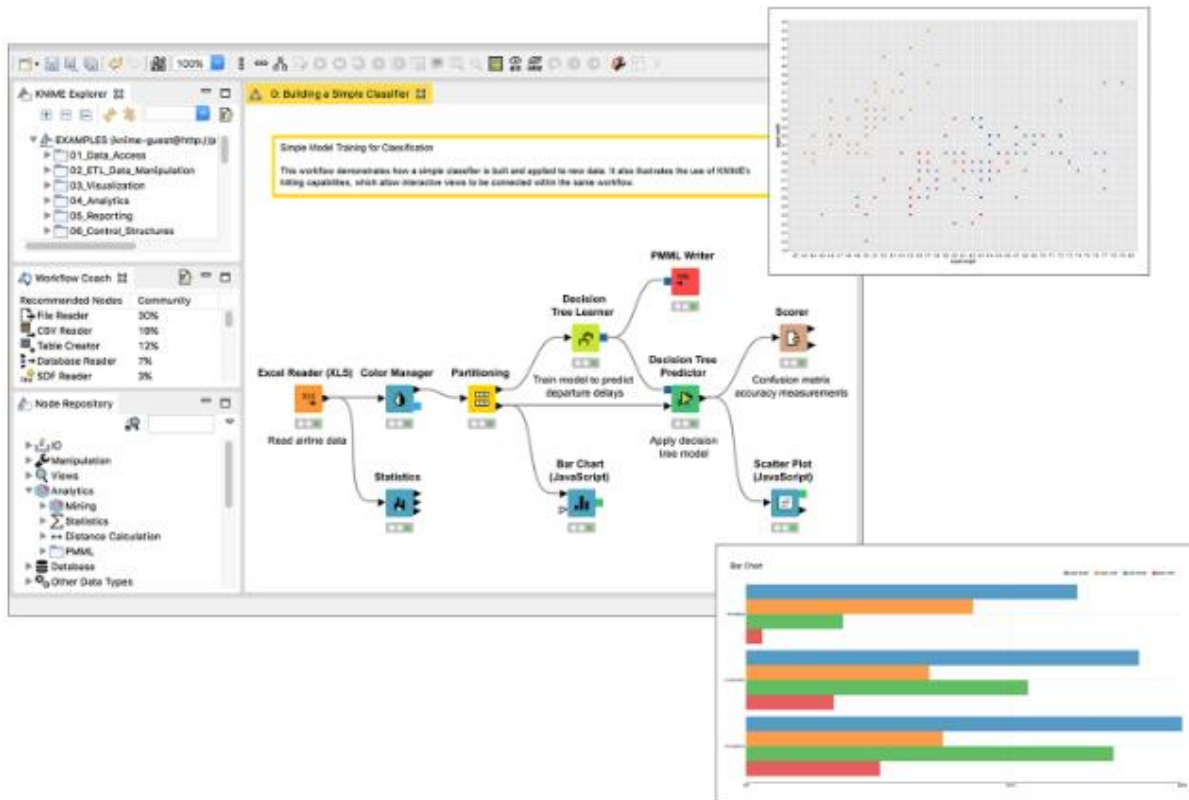 100%
KNIME Explorer
EXAMPLES (knime-guest@http://p
01_Data_Access
02_ETL_Data_Manipulation
03_Visualization
04_Analytics
05_Reporting
06_Control_Structures
Workflow Coach
Recommended Nodes Community
File Reader 30%
CSV Reader 19%
Table Creator 12%
Database Reader 7%
SDF Reader 3%
Node Repository
IO
Manipulation
Views
Analytics
Mining
Statistics
Distance Calculation
PMML
Database
Other Data Types
0: Building a Simple Classifier
Simple Model Training for Classification
This workflow demonstrates how a simple classifier is built and applied to new data. It also illustrates the use of KNIME's
hiliting capabilities, which allow interactive views to be connected within the same workflow.
PMML Writer
Decision
Tree Learner
Scorer
Excel Reader (XLS) Color Manager Partitioning
Decision Tree
Predictor
Train model to predict
departure delays
Confusion matrix
accuracy measurements
Read airline data
Apply decision
tree model
Statistics
Bar Chart
(JavaScript)
Scatter Plot
(JavaScript)
Bar Chart